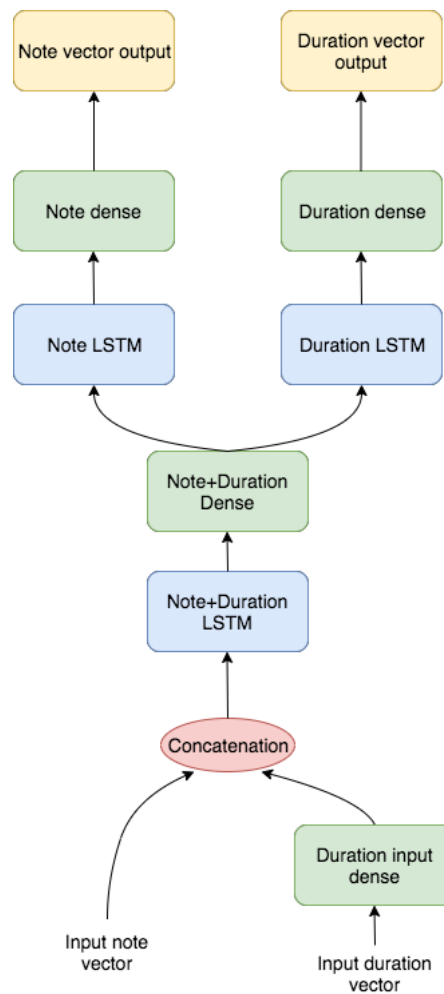 Note vector output
Duration vector
output
Note dense
Duration dense
Note LSTM
Duration LSTM
Note+Duration
Dense
Note+Duration
LSTM
Concatenation
Duration input
dense
Input note
vector
Input duration
vector